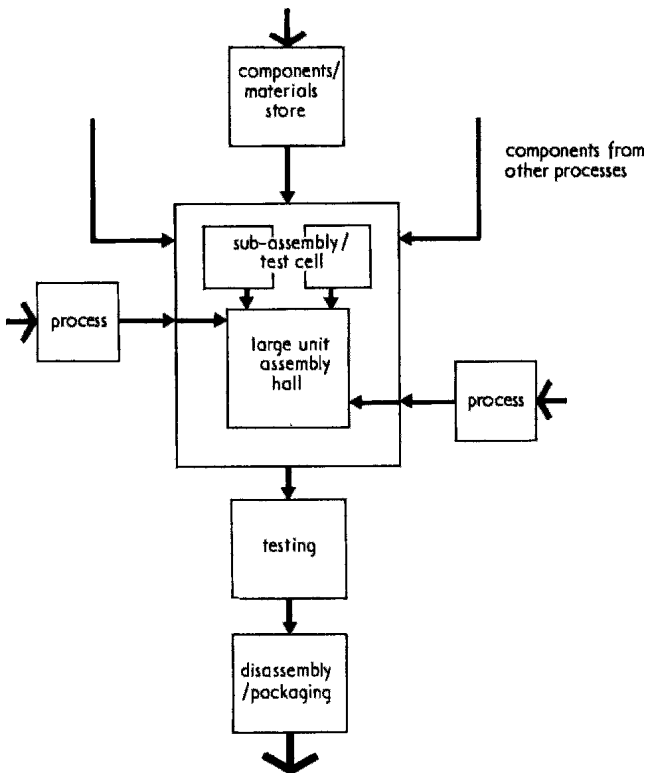 components/
materials
store
components from
other processes
sub-assembly/
test cell
process
large unit
assembly
hall
process
testing
disassembly
/packaging